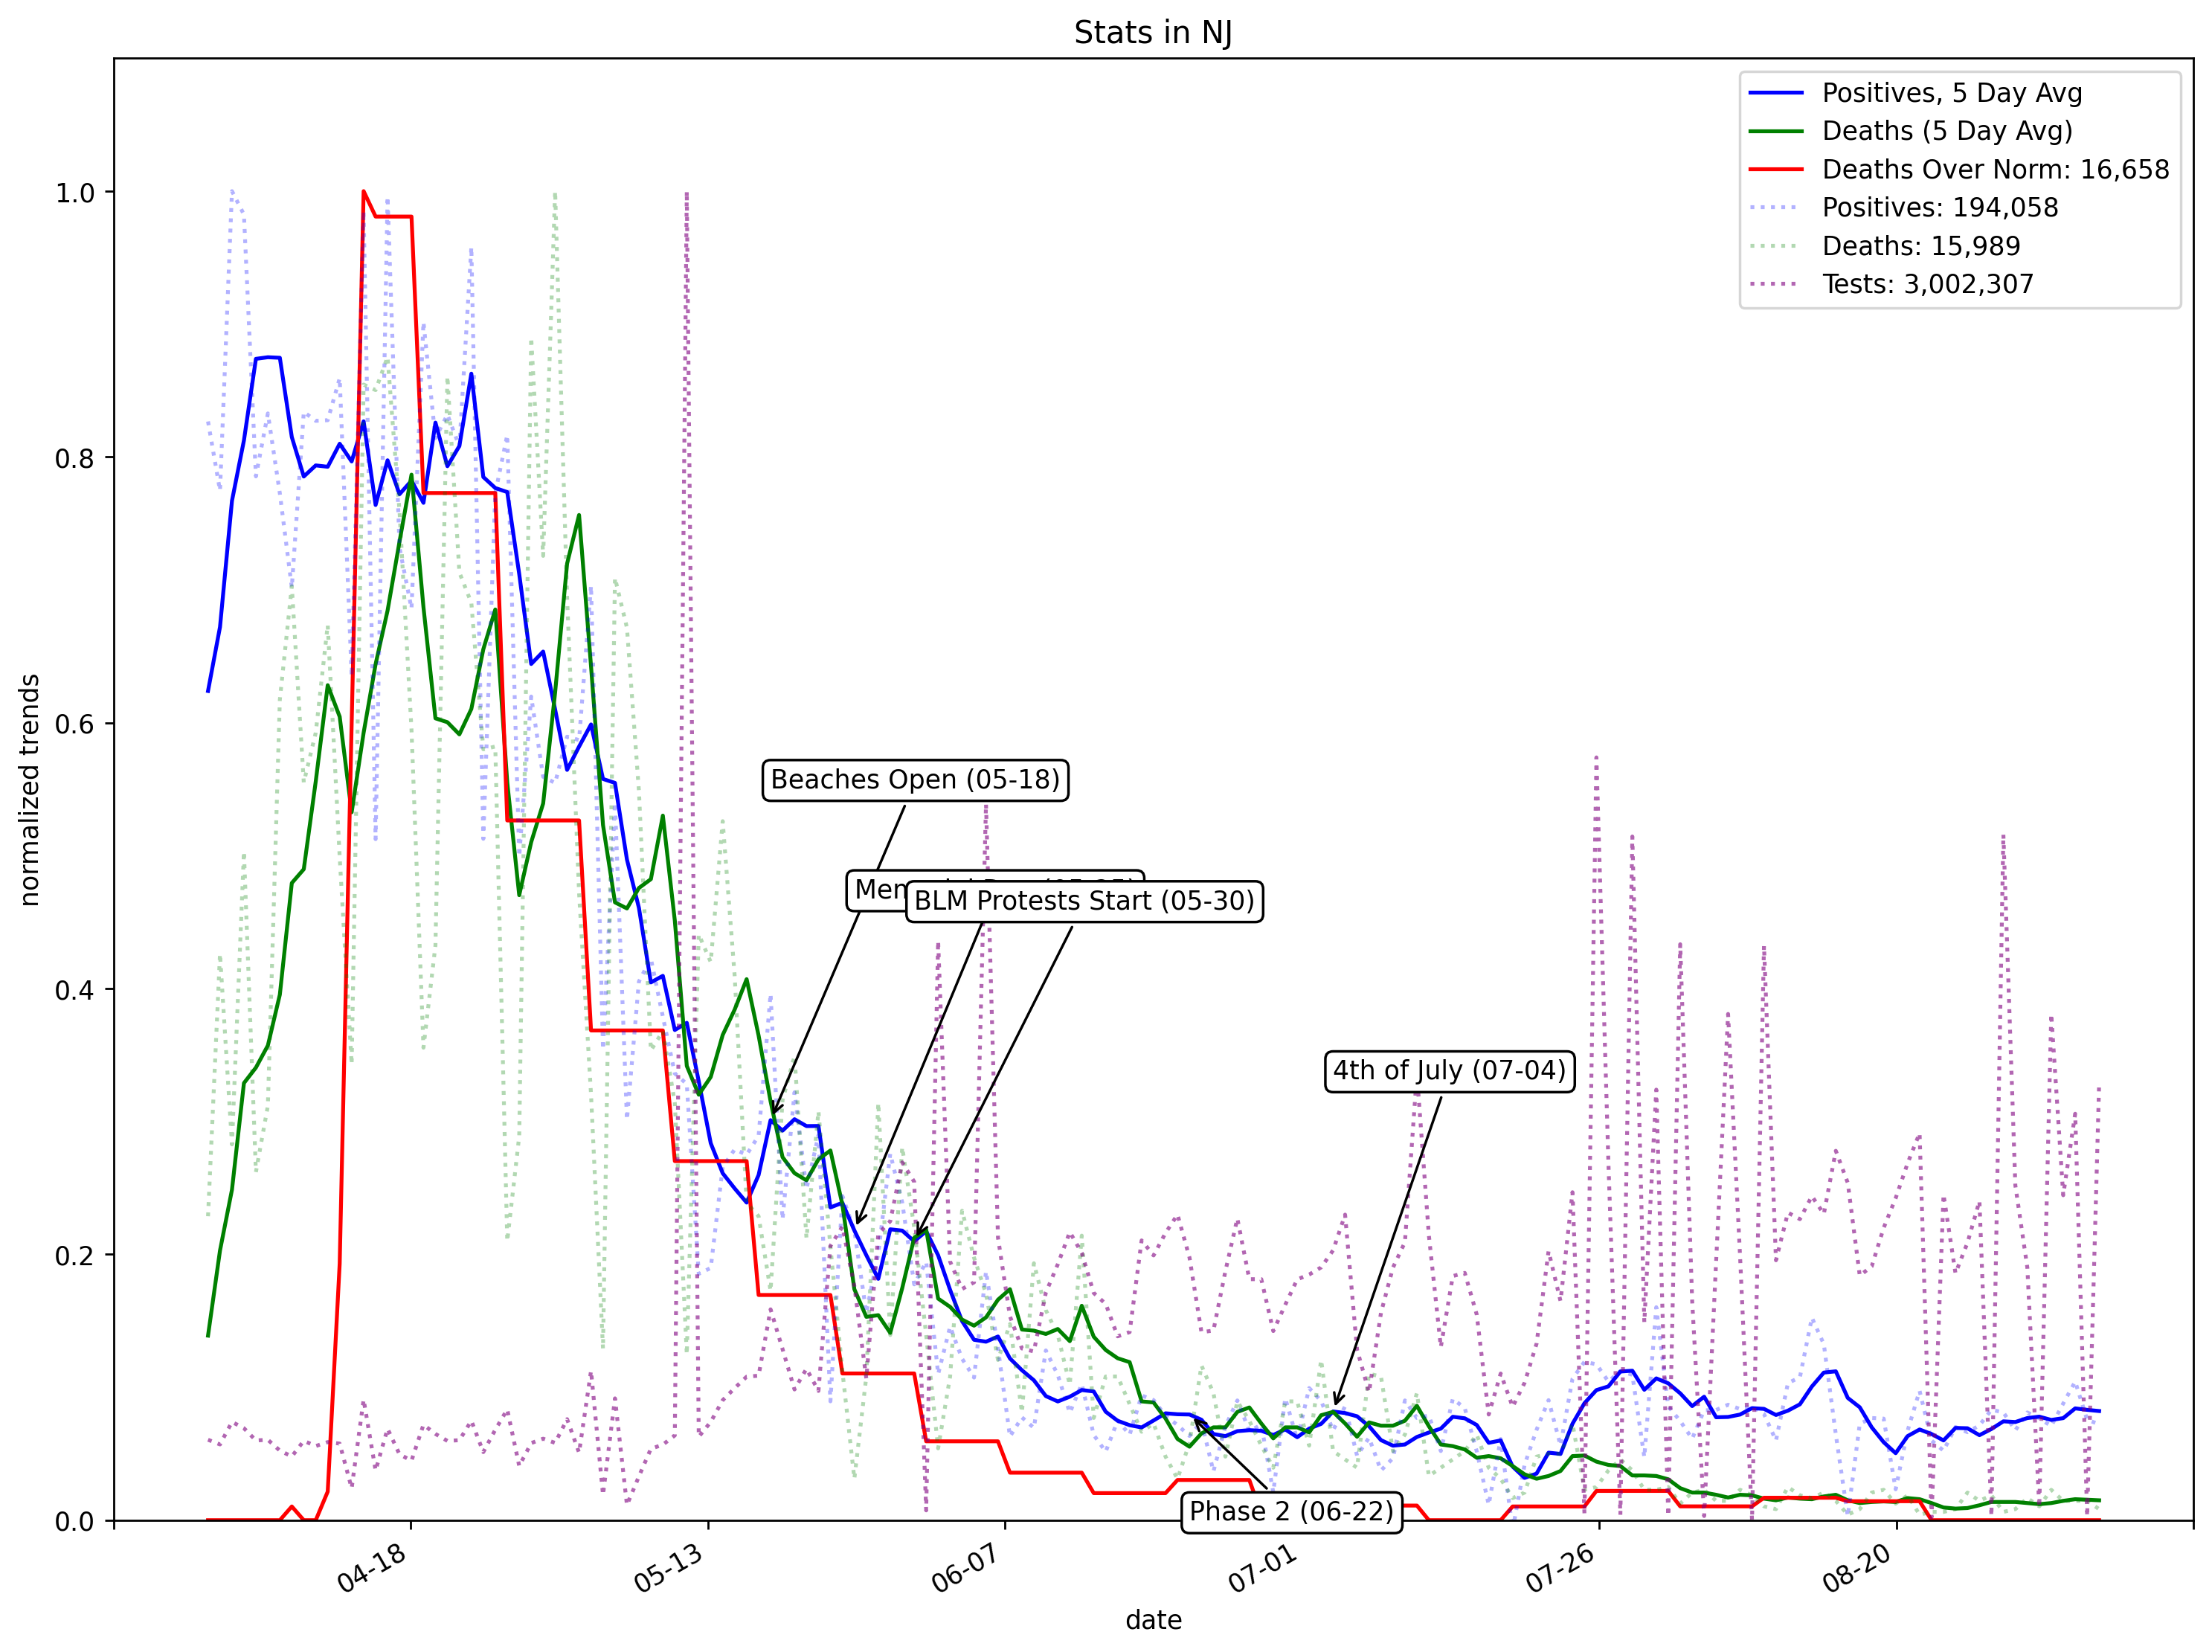 Stats in NJ
Positives, 5 Day Avg
Deaths (5 Day Avg)
Deaths Over Norm: 16,658
Positives: 194,058
Deaths: 15,989
Tests: 3,002,307
normalized trends
1.0
0.8
0.6
0.4
0.2
0.0
Beaches Open (05-18)
BLM Protests Start (05-30)
4th of July (07-04)
Phase 2 (06-22)
04-18
05-13
06-07
07-01
07-26
08-20
date